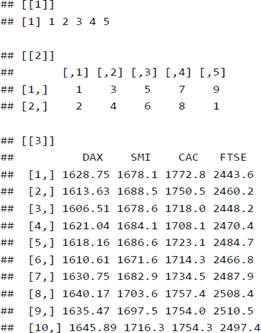 ## [[1]]
## [1] 1 2 3 4 5
##
## [[2]]
##      [,1] [,2] [,3] [,4] [,5]
## [1,]    1    3    5    7    9
## [2,]    2    4    6    8    1
##
## [[3]]
##           DAX    SMI    CAC   FTSE
##  [1,] 1628.75 1678.1 1772.8 2443.6
##  [2,] 1613.63 1688.5 1750.5 2460.2
##  [3,] 1606.51 1678.6 1718.0 2448.2
##  [4,] 1621.04 1684.1 1708.1 2470.4
##  [5,] 1618.16 1686.6 1723.1 2484.7
##  [6,] 1610.61 1671.6 1714.3 2466.8
##  [7,] 1630.75 1682.9 1734.5 2487.9
##  [8,] 1640.17 1703.6 1757.4 2508.4
##  [9,] 1635.47 1697.5 1754.0 2510.5
## [10,] 1645.89 1716.3 1754.3 2497.4